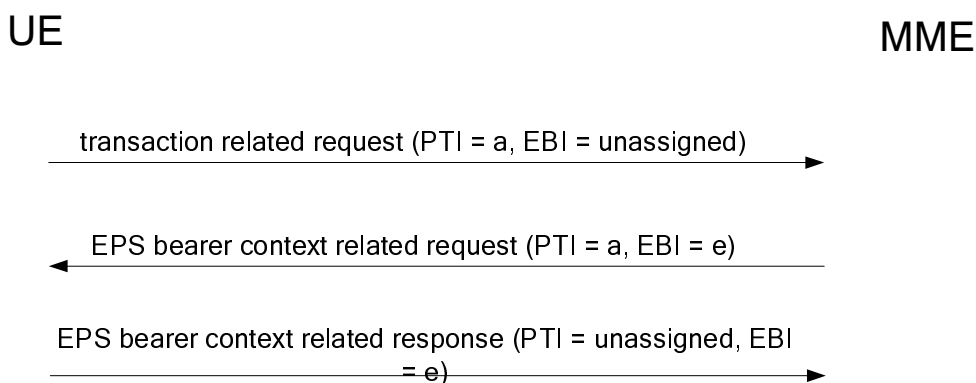 UE
MME
transaction related request (PTI = a, EBI = unassigned)
EPS bearer context related request (PTI = a, EBI = e)
EPS bearer context related response (PTI = unassigned, EBI
= e)